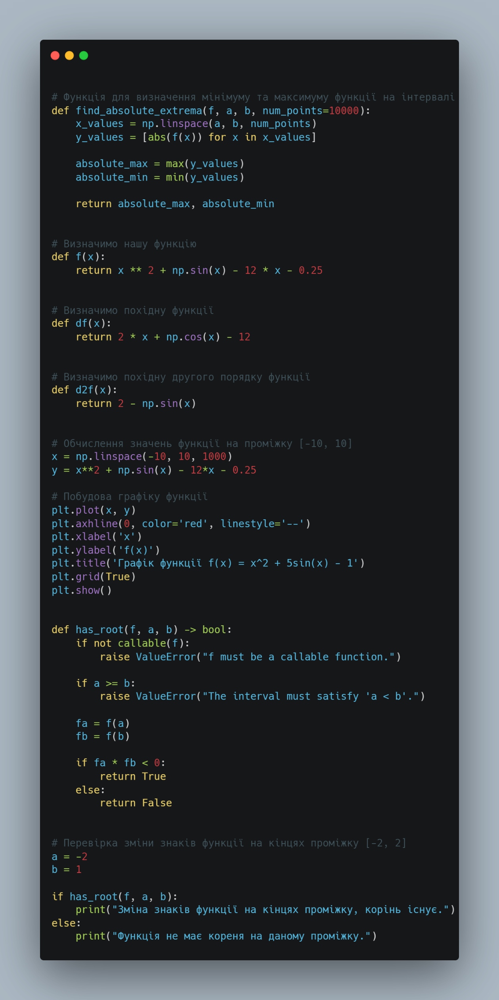 # Функція для визначення мінімуму та максимуму функції на інтервалі
def find_absolute_extrema(f, a, b, num_points=10000):
    x_values = np.linspace(a, b, num_points)
    y_values = [abs(f(x)) for x in x_values]

    absolute_max = max(y_values)
    absolute_min = min(y_values)

    return absolute_max, absolute_min


# Визначимо нашу функцію
def f(x):
    return x ** 2 + np.sin(x) - 12 * x - 0.25


# Визначимо похідну функції
def df(x):
    return 2 * x + np.cos(x) - 12


# Визначимо похідну другого порядку функції
def d2f(x):
    return 2 - np.sin(x)


# Обчислення значень функції на проміжку [-10, 10]
x = np.linspace(-10, 10, 1000)
y = x**2 + np.sin(x) - 12*x - 0.25

# Побудова графіку функції
plt.plot(x, y)
plt.axhline(0, color='red', linestyle='--')
plt.xlabel('x')
plt.ylabel('f(x)')
plt.title('Графік функції f(x) = x^2 + 5sin(x) - 1')
plt.grid(True)
plt.show()


def has_root(f, a, b) -> bool:
    if not callable(f):
        raise ValueError("f must be a callable function.")

    if a >= b:
        raise ValueError("The interval must satisfy 'a < b'.")

    fa = f(a)
    fb = f(b)

    if fa * fb < 0:
        return True
    else:
        return False


# Перевірка зміни знаків функції на кінцях проміжку [-2, 2]
a = -2
b = 1

if has_root(f, a, b):
    print("Зміна знаків функції на кінцях проміжку, корінь існує.")
else:
    print("Функція не має кореня на даному проміжку.")